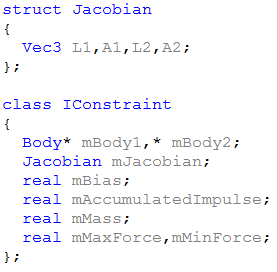 struct Jacobian
{
  Vec3 L1,A1,L2,A2;
};

class IConstraint
{
  Body* mBody1,* mBody2;
  Jacobian mJacobian;
  real mBias;
  real mAccumulatedImpulse;
  real mMass;
  real mMaxForce,mMinForce;
};